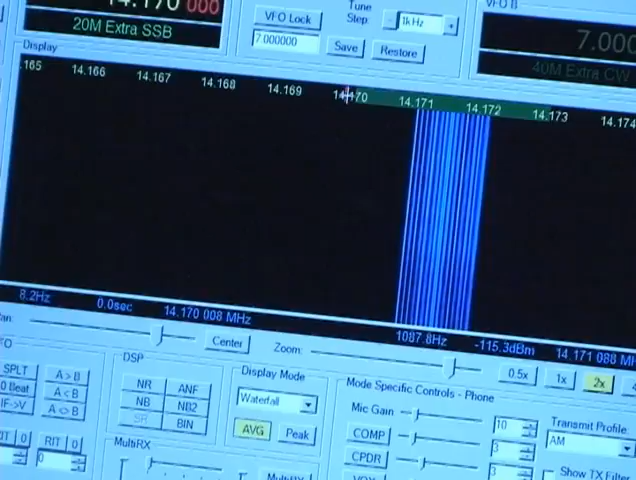 14.170 000
20M Extra SSB
VFO Lock
7.000000
Tune
Step:
1kHz
Save
Restore
VFO B
7.000
40M Extra CW
Display
.165 14.166 14.167 14.168 14.169 14.170 14.171 14.172 14.173 14.174
8.2Hz 0.0sec 14.170 008 MHz 1087.8Hz -115.3dBm 14.171 088 MHz
Center
Zoom:
0.5x 1x 2x
SPLT
0 Beat
IF->V
A > B
A < B
A <> B
RIT 0
0
DSP
NR ANF
NB NB2
SR BIN
MultiRX
Display Mode
Waterfall
AVG Peak
MultiRX
Mode Specific Controls - Phone
Mic Gain 10
COMP 3
CPDR 3
VOX
Transmit Profile:
AM
Show TX Filter